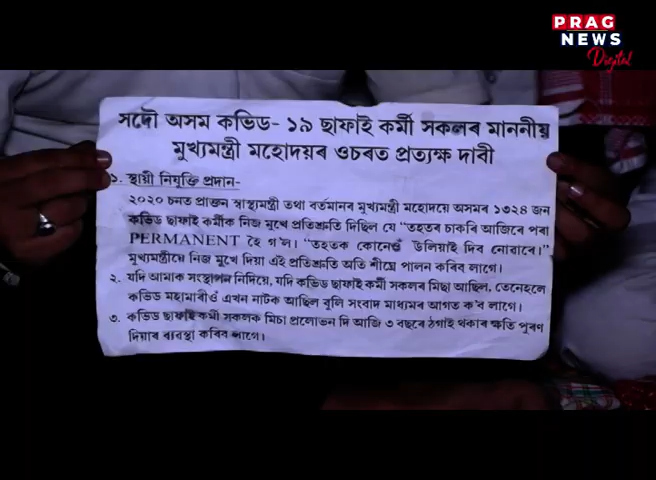 PRAG
NEWS
Digital
সদৌ অসম কভিড- ১৯ ছাফাই কৰ্মী সকলৰ মাননীয়
মুখ্যমন্ত্ৰী মহোদয়ৰ ওচৰত প্ৰত্যক্ষ দাবী
১. স্থায়ী নিযুক্তি প্ৰদান-
২০২০ চনত প্ৰাক্তন স্বাস্থ্যমন্ত্ৰী তথা বৰ্তমানৰ মুখ্যমন্ত্ৰী মহোদয়ে অসমৰ ১৩২৪ জন
কভিড ছাফাই কৰ্মীক নিজ মুখে প্ৰতিশ্ৰুতি দিছিল যে "তহতৰ চাকৰি আজিৰে পৰা
PERMANENT হৈ গ'ল। "তহতক কোনেও উলিয়াই দিব নোৱাৰে।"
মুখ্যমন্ত্ৰীয়ে নিজ মুখে দিয়া এই প্ৰতিশ্ৰুতি অতি শীঘ্ৰে পালন কৰিব লাগে।
২. যদি আমাক সংস্থাপন নিদিয়ে, যদি কভিড ছাফাই কৰ্মী সকলৰ মিছা আছিল, তেনেহলে
কভিড মহামাৰীও এখন নাটক আছিল বুলি সংবাদ মাধ্যমৰ আগত ক'ব লাগে।
৩. কভিড ছাফাই কৰ্মী সকলক মিচা প্ৰলোভন দি আজি ৩ বছৰে ঠগাই থকাৰ ক্ষতি পুৰণ
দিয়াৰ ব্যৱস্থা কৰিব লাগে।